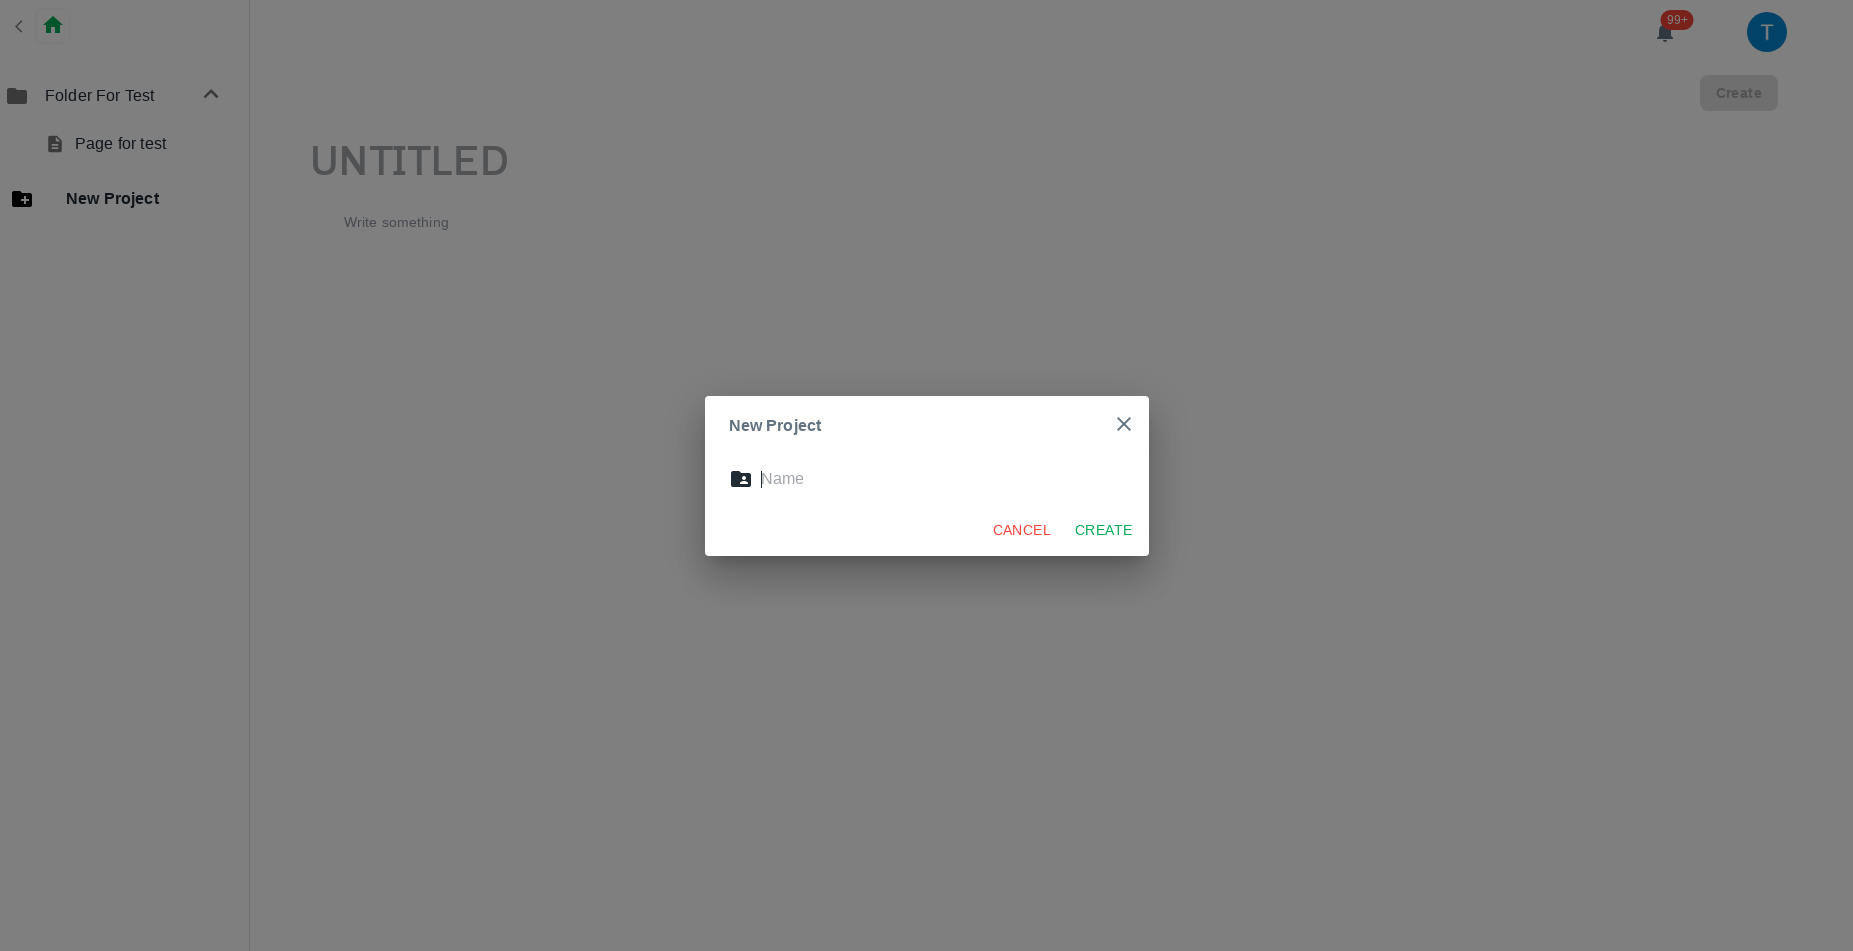 99+
T
Folder For Test
Create
Page for test
UNTITLED
New Project
Write something
New Project
Name
CANCEL CREATE